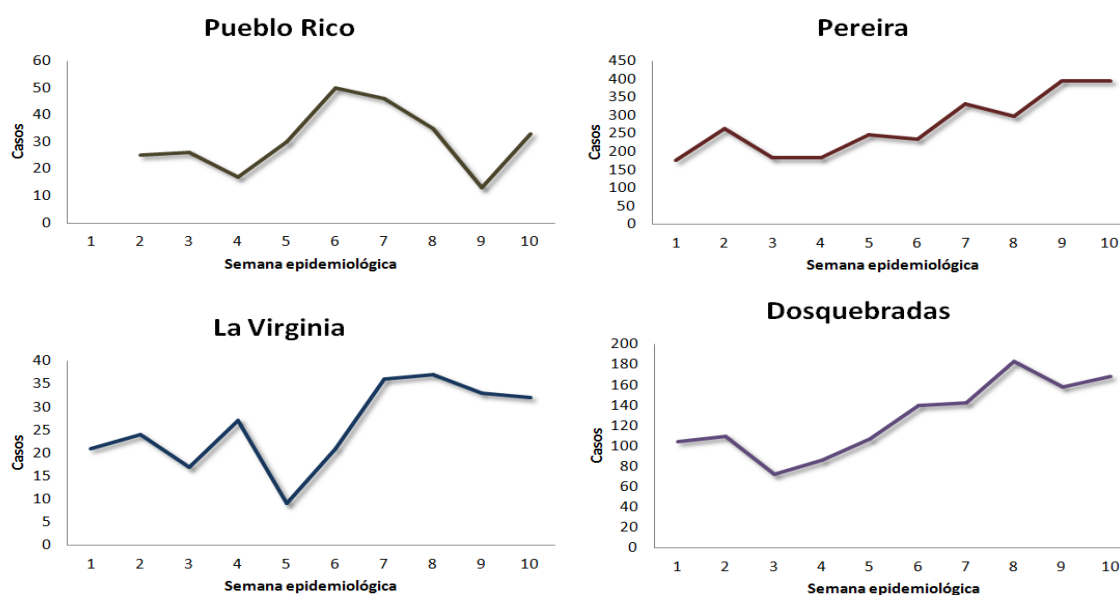 Pueblo Rico
60
50
40
30
20
10
0
Casos
1 2 3 4 5 6 7 8 9 10
Semana epidemiológica
Pereira
450
400
350
300
250
200
150
100
50
0
Casos
1 2 3 4 5 6 7 8 9 10
Semana epidemiológica
La Virginia
40
35
30
25
20
15
10
5
0
Casos
1 2 3 4 5 6 7 8 9 10
Semana epidemiológica
Dosquebradas
200
180
160
140
120
100
80
60
40
20
0
Casos
1 2 3 4 5 6 7 8 9 10
Semana epidemiológica